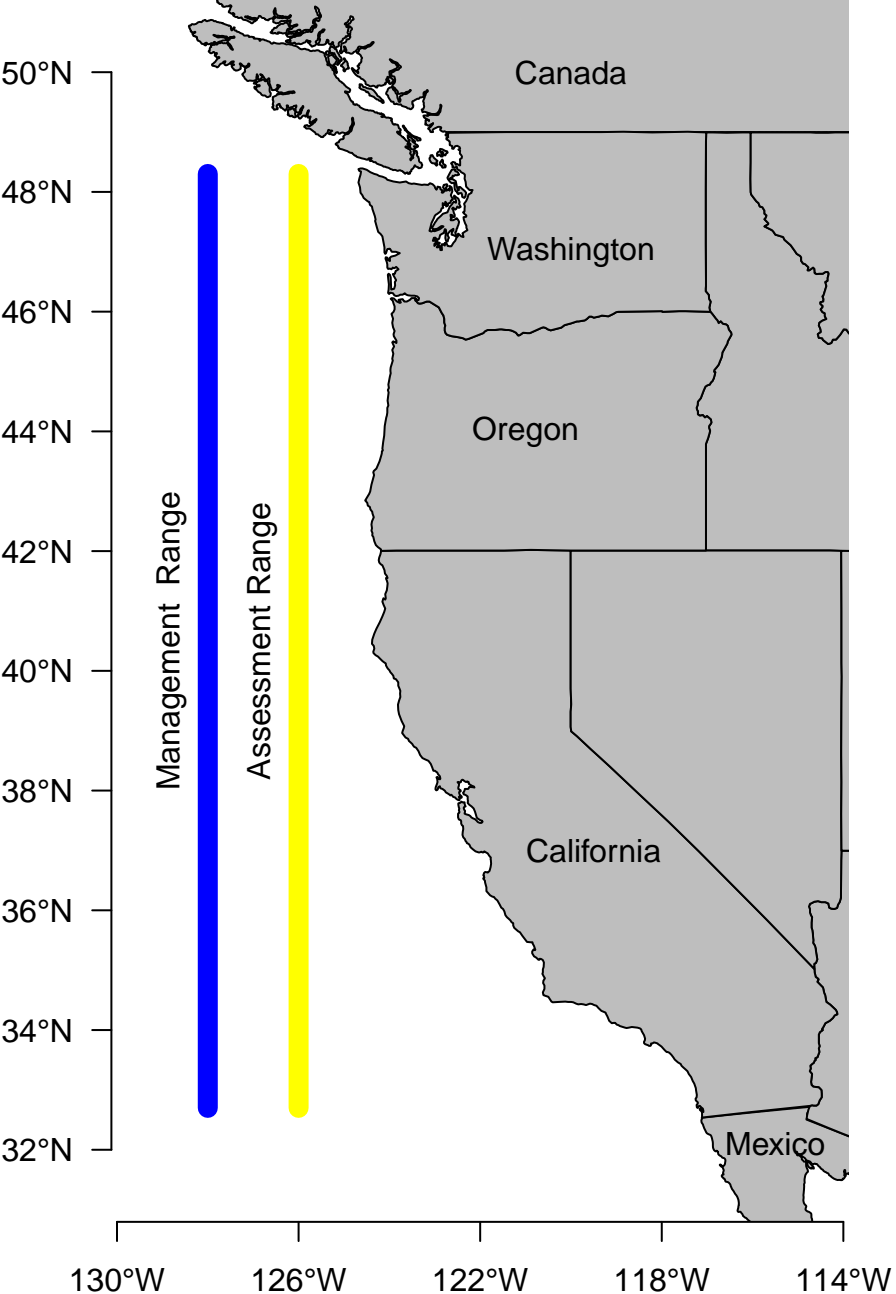 50°N
Canada
48°N
Washington
46°N
44°N
Oregon
42°N
Management  Range
Assessment Range
40°N
38°N
California
36°N
34°N
32°N
Mexico
130°W
126°W
122°W
118°W
114°W